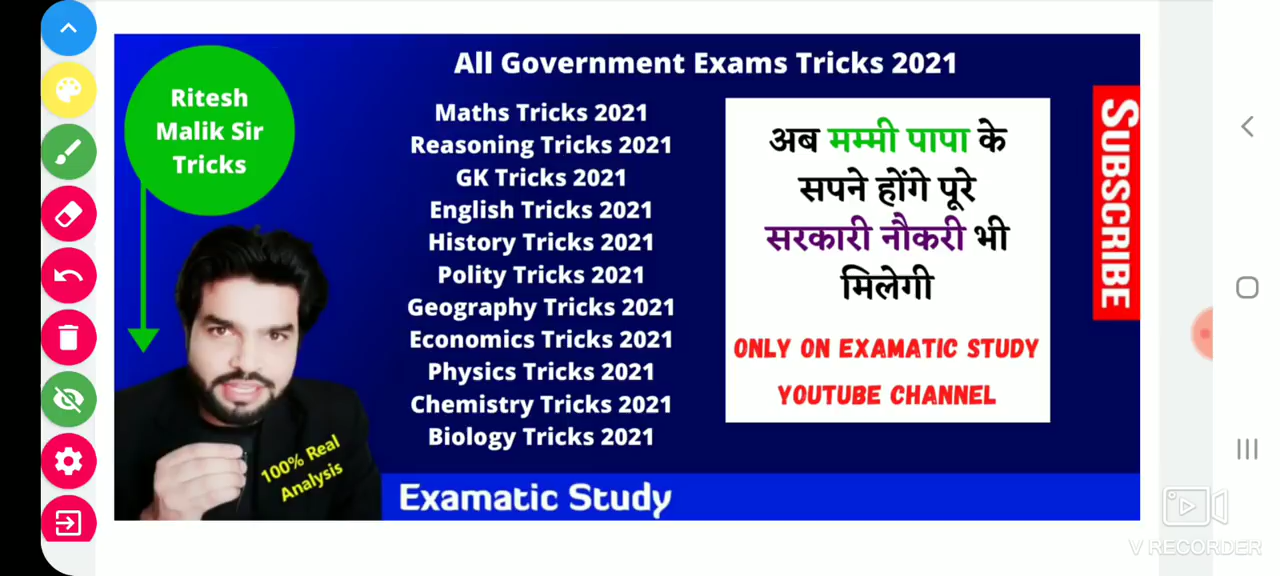 All Government Exams Tricks 2021
Ritesh
Malik Sir
Tricks
Maths Tricks 2021
Reasoning Tricks 2021
GK Tricks 2021
English Tricks 2021
History Tricks 2021
Polity Tricks 2021
Geography Tricks 2021
Economics Tricks 2021
Physics Tricks 2021
Chemistry Tricks 2021
Biology Tricks 2021
अब मम्मी पापा के
सपने होंगे पूरे
सरकारी नौकरी भी
मिलेगी
ONLY ON EXAMATIC STUDY
YOUTUBE CHANNEL
SUBSCRIBE
100% Real
Analysis
Examatic Study
V RECORDER